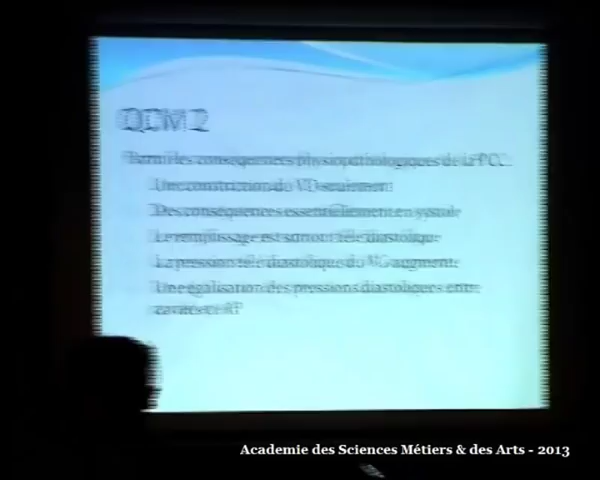 QCM 2
Parmi les conséquences physiopathologiques de la PCC
Une constriction du VD seulement
Des conséquences essentiellement en systole
Le remplissage est surtout télé diastolique
La pression télé diastolique du VG augmente
Une égalisation des pressions diastoliques entre
cavités et AP
Academie des Sciences Métiers & des Arts - 2013